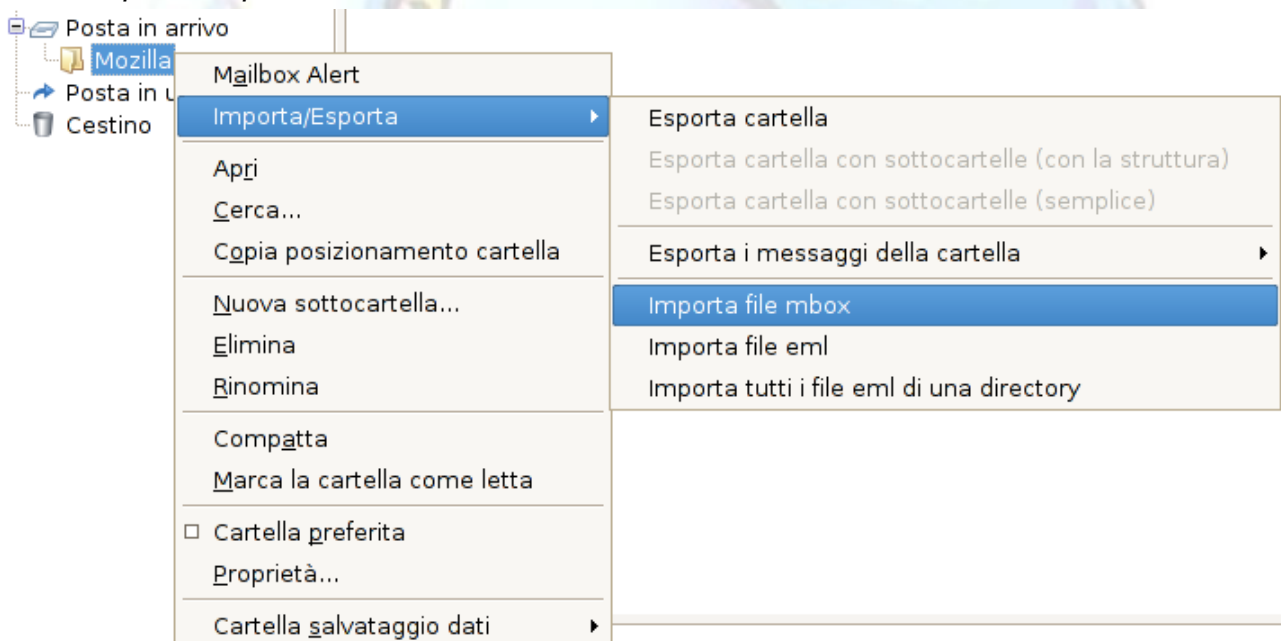 Posta in arrivo
Mozilla
Posta in u
Cestino
Mailbox Alert
Importa/Esporta
Apri
Cerca...
Copia posizionamento cartella
Nuova sottocartella...
Elimina
Rinomina
Compatta
Marca la cartella come letta
Cartella preferita
Proprietà...
Cartella salvataggio dati
Esporta cartella
Esporta cartella con sottocartelle (con la struttura)
Esporta cartella con sottocartelle (semplice)
Esporta i messaggi della cartella
Importa file mbox
Importa file eml
Importa tutti i file eml di una directory